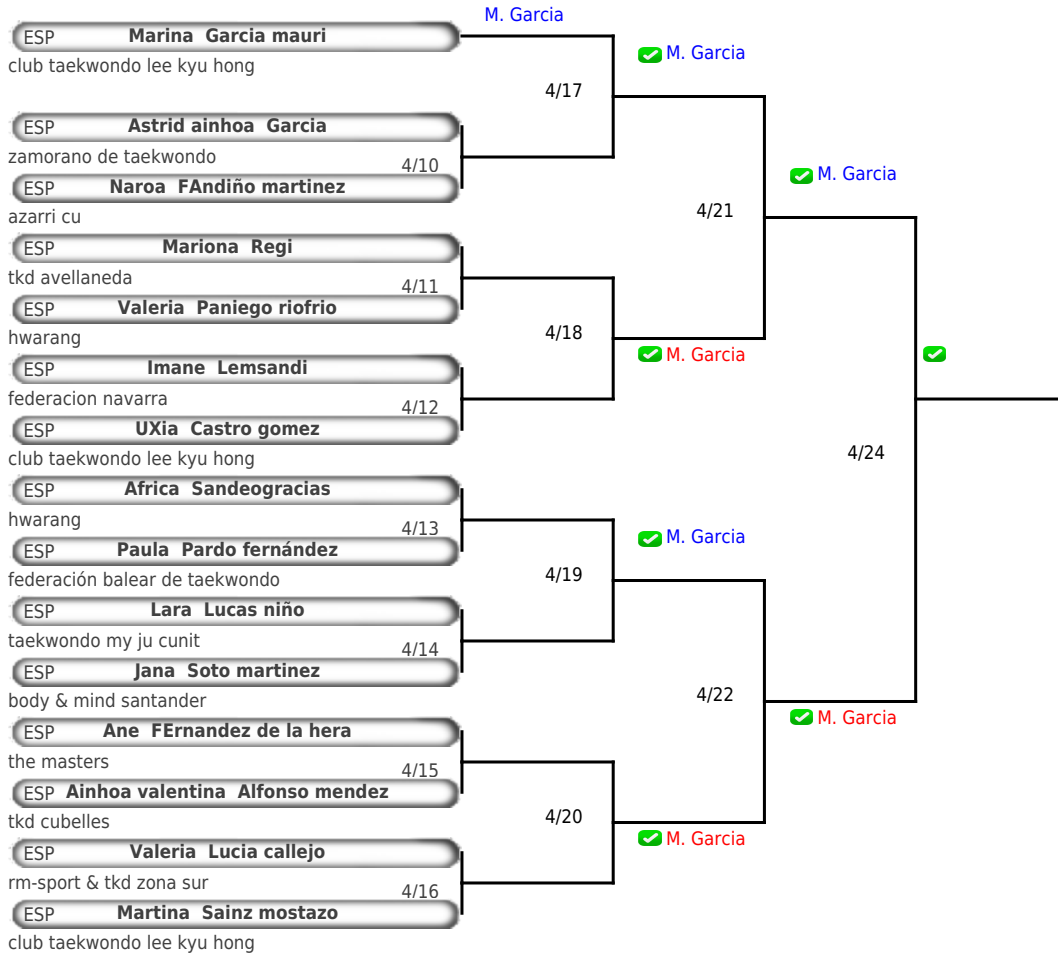 M. Garcia
ESP Marina Garcia mauri
club taekwondo lee kyu hong
M. Garcia
4/17
ESP Astrid ainhoa Garcia
zamorano de taekwondo
4/10
M. Garcia
ESP Naroa FAndiño martinez
azarri cu
4/21
ESP Mariona Regi
tkd avellaneda
4/11
ESP Valeria Paniego riofrio
hwarang
4/18
M. Garcia
ESP Imane Lemsandi
federacion navarra
4/12
ESP UXia Castro gomez
club taekwondo lee kyu hong
4/24
ESP Africa Sandeogracias
hwarang
4/13
M. Garcia
ESP Paula Pardo fernández
federación balear de taekwondo
4/19
ESP Lara Lucas niño
taekwondo my ju cunit
4/14
ESP Jana Soto martinez
body & mind santander
4/22
M. Garcia
ESP Ane FErnandez de la hera
the masters
4/15
ESP Ainhoa valentina Alfonso mendez
tkd cubelles
4/20
M. Garcia
ESP Valeria Lucia callejo
rm-sport & tkd zona sur
4/16
ESP Martina Sainz mostazo
club taekwondo lee kyu hong